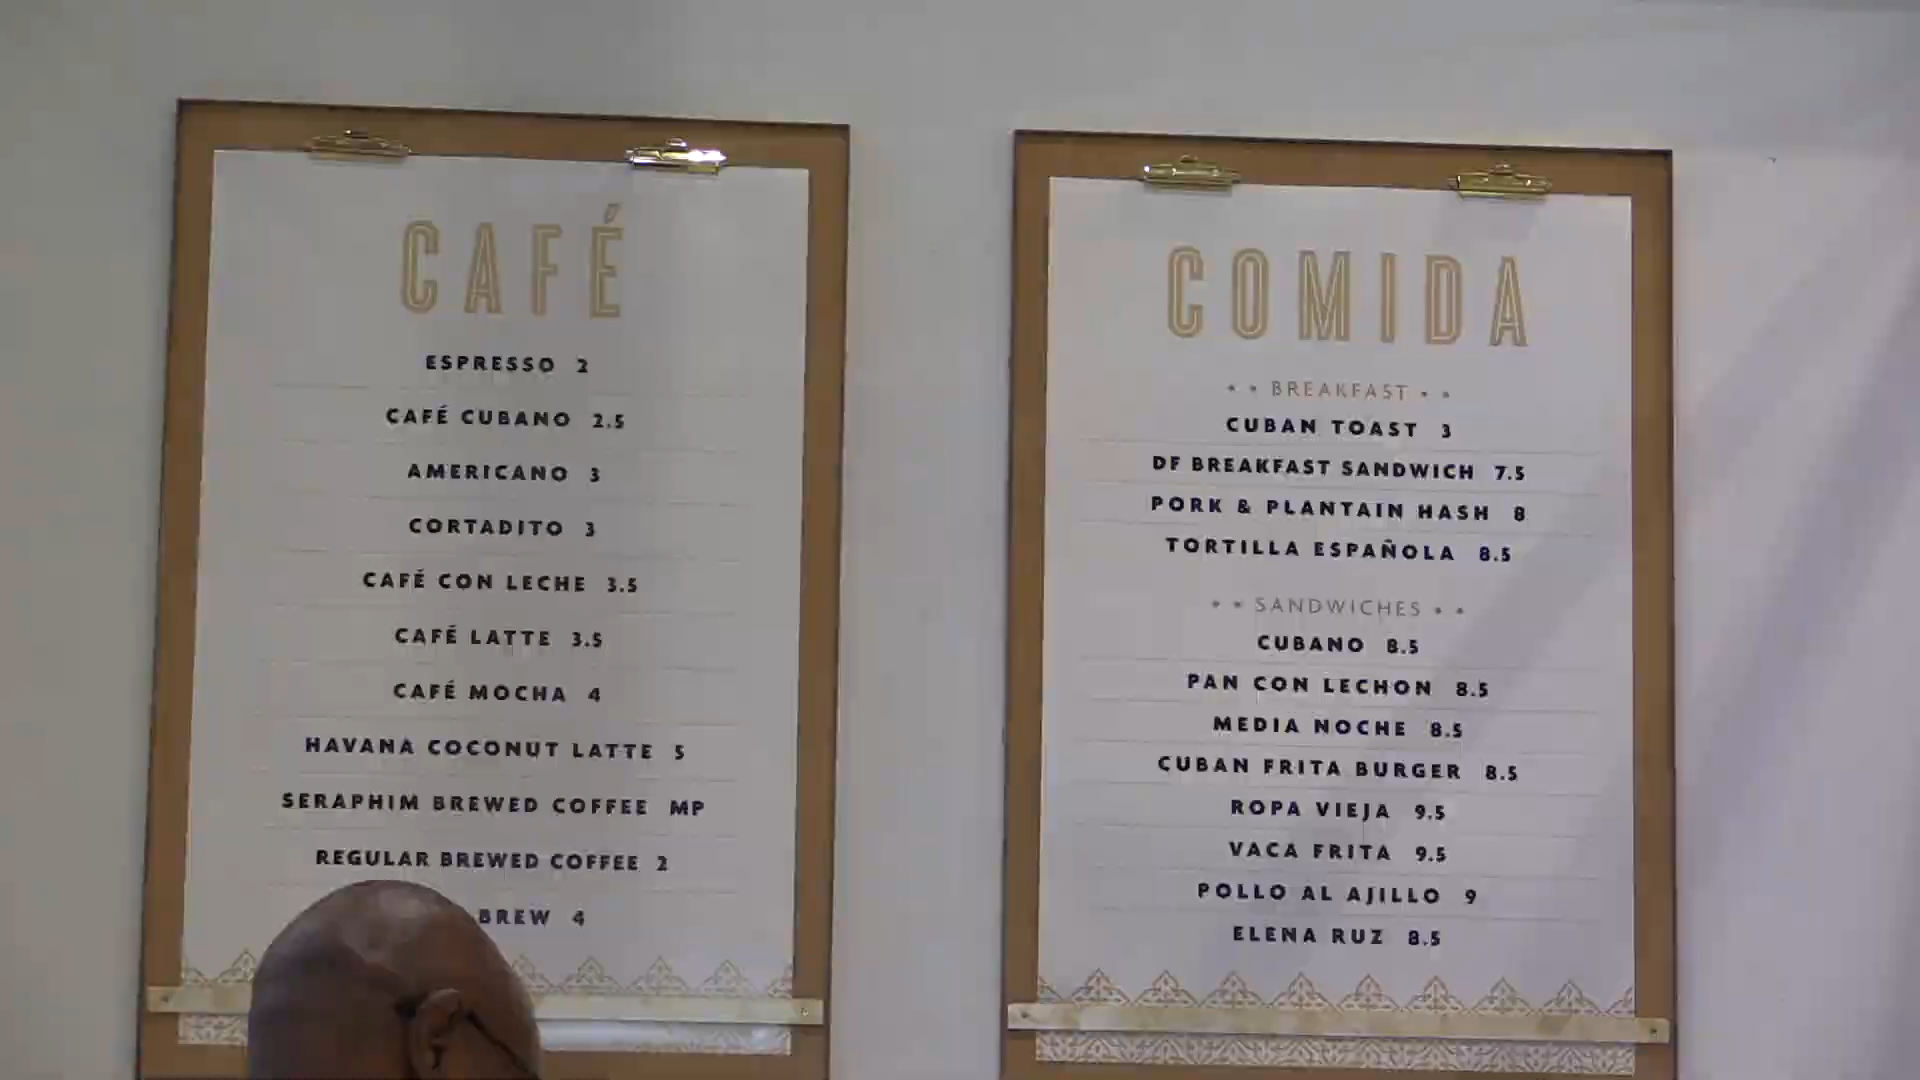 CAFÉ
ESPRESSO 2
CAFÉ CUBANO 2.5
AMERICANO 3
CORTADITO 3
CAFÉ CON LECHE 3.5
CAFÉ LATTE 3.5
CAFÉ MOCHA 4
HAVANA COCONUT LATTE 5
SERAPHIM BREWED COFFEE MP
REGULAR BREWED COFFEE 2
BREW 4
COMIDA
BREAKFAST
CUBAN TOAST 3
DF BREAKFAST SANDWICH 7.5
PORK & PLANTAIN HASH 8
TORTILLA ESPAÑOLA 8.5
SANDWICHES
CUBANO 8.5
PAN CON LECHON 8.5
MEDIA NOCHE 8.5
CUBAN FRITA BURGER 8.5
ROPA VIEJA 9.5
VACA FRITA 9.5
POLLO AL AJILLO 9
ELENA RUZ 8.5